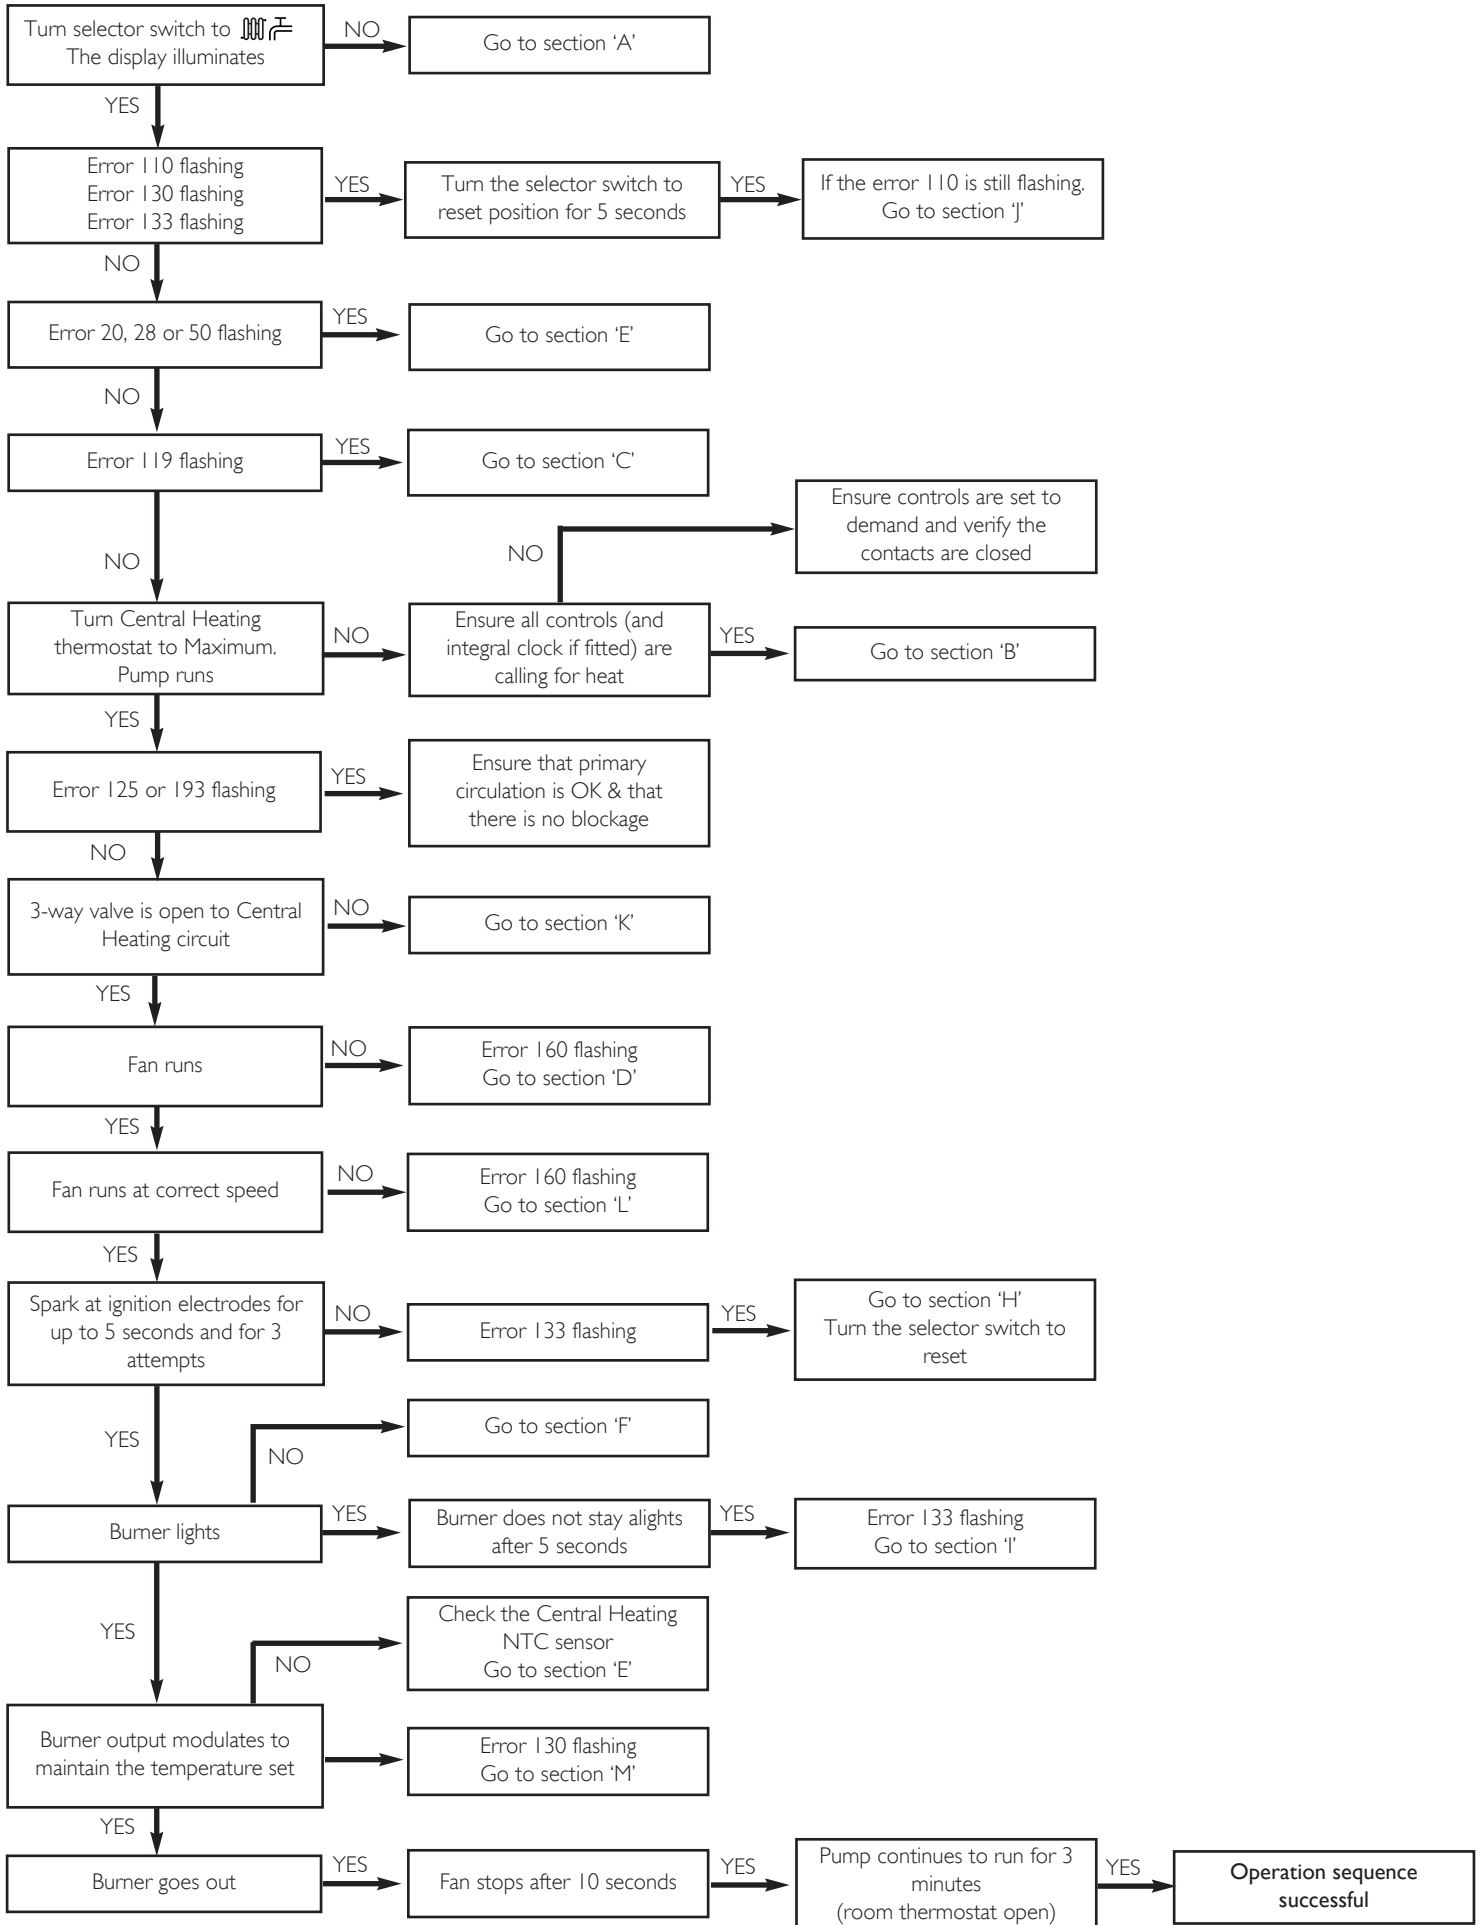 Turn selector switch to
The display illuminates
NO
Go to section ‘A’
YES
Error 110 flashing
Error 130 flashing
Error 133 flashing
YES
Turn the selector switch to
reset position for 5 seconds
YES
If the error 110 is still flashing.
Go to section ‘J’
NO
Error 20, 28 or 50 flashing
YES
Go to section ‘E’
NO
Error 119 flashing
YES
Go to section ‘C’
NO
Turn Central Heating
thermostat to Maximum.
Pump runs
NO
Ensure all controls (and
integral clock if fitted) are
calling for heat
NO
Ensure controls are set to
demand and verify the
contacts are closed
YES
Go to section ‘B’
YES
Error 125 or 193 flashing
YES
Ensure that primary
circulation is OK & that
there is no blockage
NO
3-way valve is open to Central
Heating circuit
NO
Go to section ‘K’
YES
Fan runs
NO
Error 160 flashing
Go to section ‘D’
YES
Fan runs at correct speed
NO
Error 160 flashing
Go to section ‘L’
YES
Spark at ignition electrodes for
up to 5 seconds and for 3
attempts
NO
Error 133 flashing
YES
Go to section ‘H’
Turn the selector switch to
reset
YES
NO
Go to section ‘F’
Burner lights
YES
Burner does not stay alights
after 5 seconds
YES
Error 133 flashing
Go to section ‘I’
YES
NO
Check the Central Heating
NTC sensor
Go to section ‘E’
Burner output modulates to
maintain the temperature set
Error 130 flashing
Go to section ‘M’
YES
Burner goes out
YES
Fan stops after 10 seconds
YES
Pump continues to run for 3
minutes
(room thermostat open)
YES
Operation sequence
successful